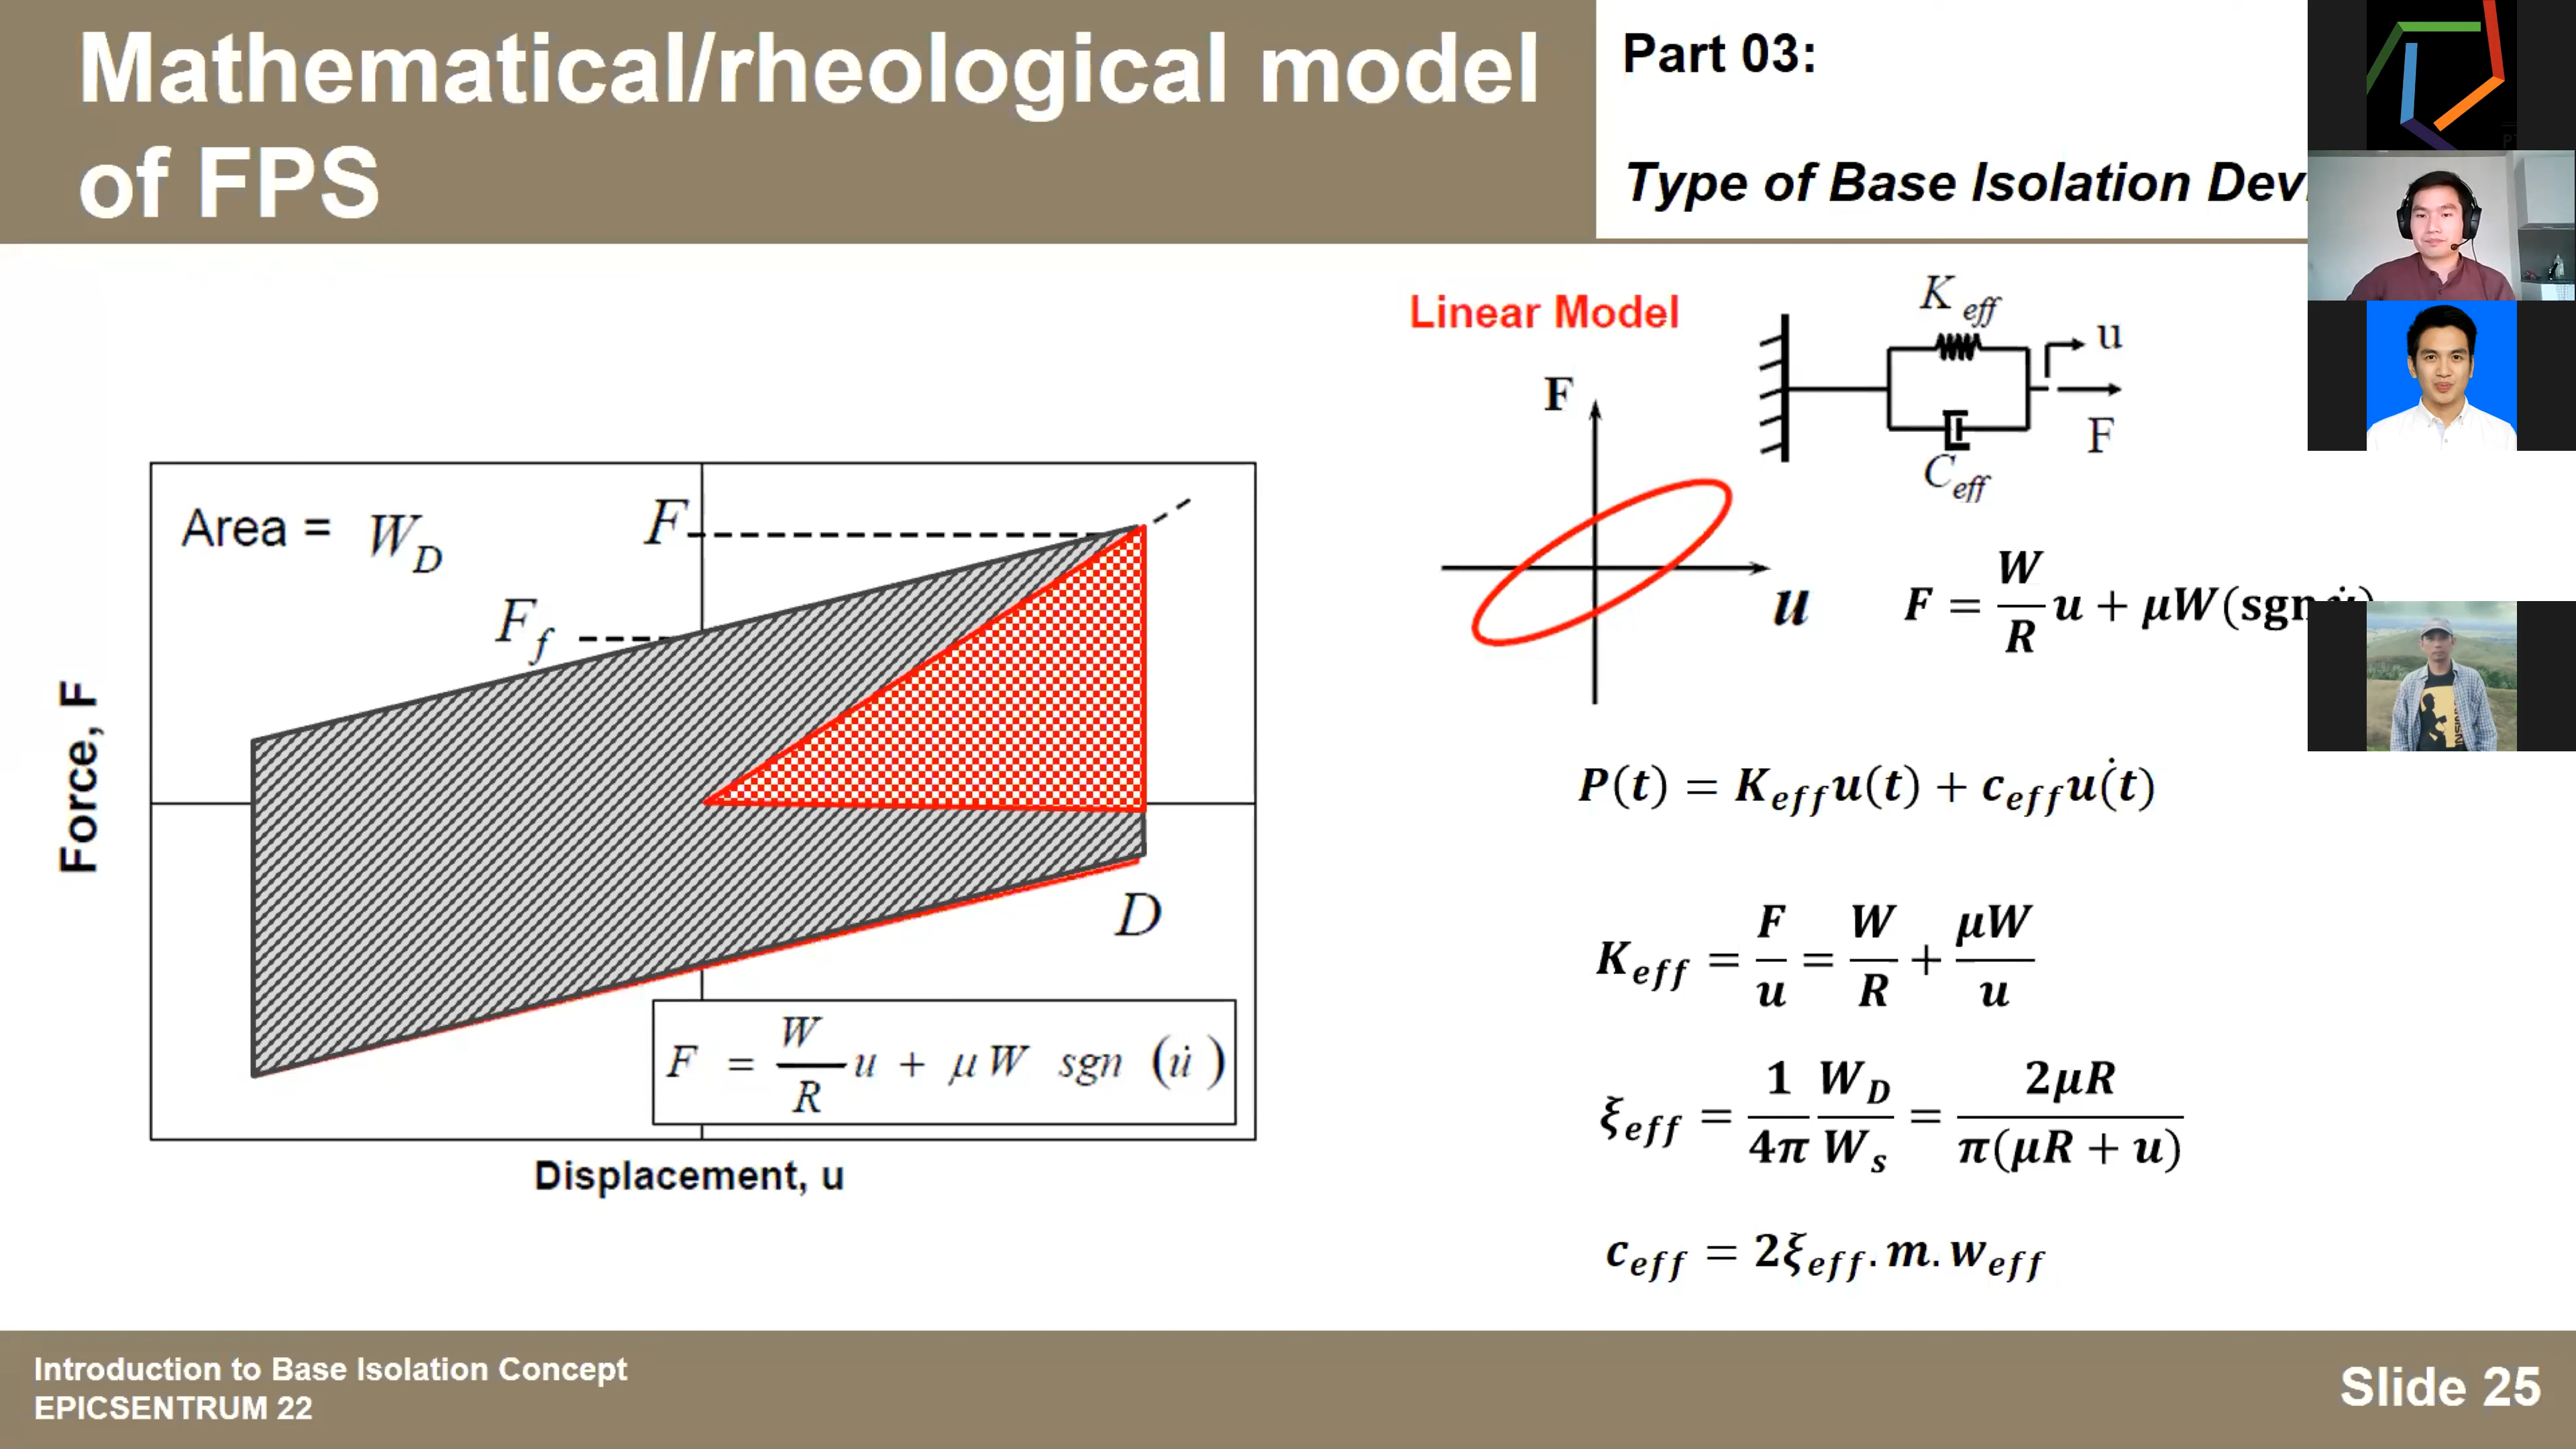 Mathematical/rheological model
of FPS
Part 03:
Type of Base Isolation Dev
Linear Model
K eff
u
F
C eff
F
u
F = W/R u + μW(sgn u̇)
P(t) = K_eff u(t) + c_eff u̇(t)
K_eff = F/u = W/R + μW/u
ξ_eff = 1/4π W_D/W_s = 2μR/π(μR + u)
c_eff = 2ξ_eff.m.w_eff
Area = W_D
F
F_f
Force, F
D
F = W/R u + μ W sgn (u̇)
Displacement, u
Introduction to Base Isolation Concept
EPICSENTRUM 22
Slide 25